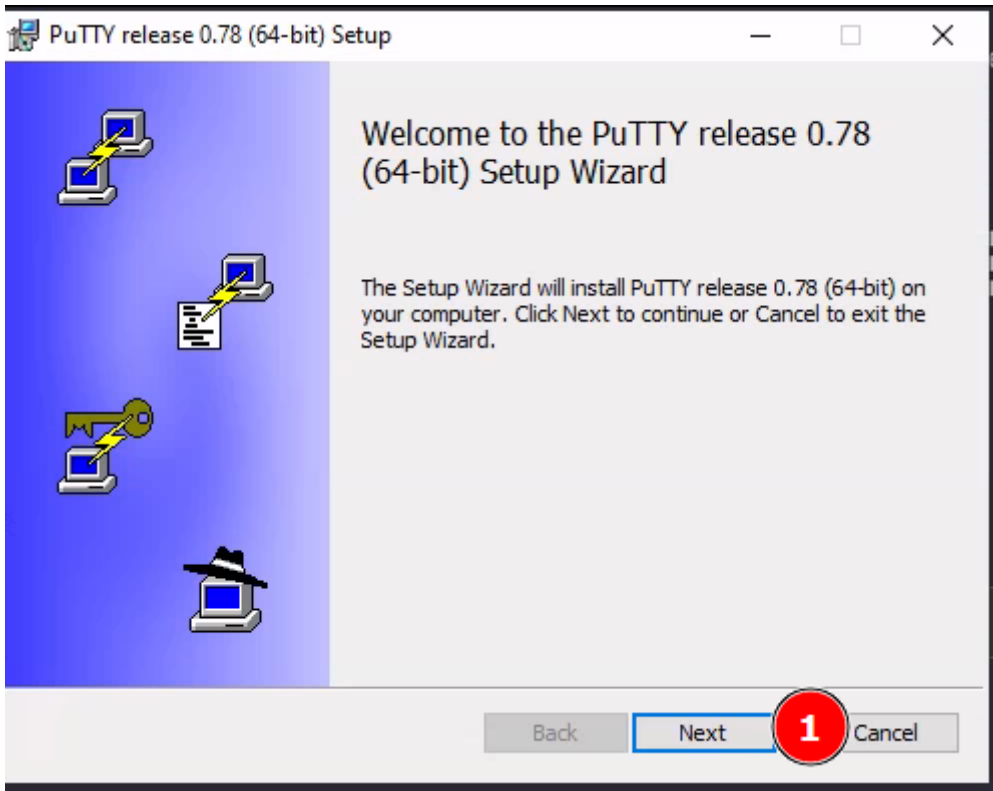 PuTTY release 0.78 (64-bit) Setup
Welcome to the PuTTY release 0.78
(64-bit) Setup Wizard
The Setup Wizard will install PuTTY release 0.78 (64-bit) on
your computer. Click Next to continue or Cancel to exit the
Setup Wizard.
Back Next 1 Cancel